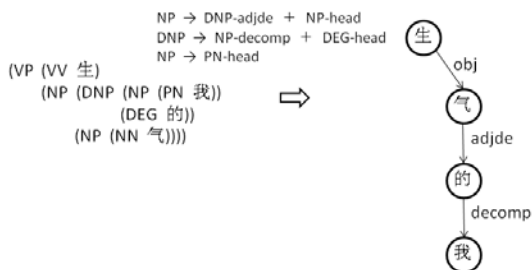 NP → DNP-adjde + NP-head
DNP → NP-decomp + DEG-head
NP → PN-head
(VP (VV 生)
(NP (DNP (NP (PN 我))
(DEG 的))
(NP (NN 气))))
⇨
生
obj
气
adjde
的
decomp
我